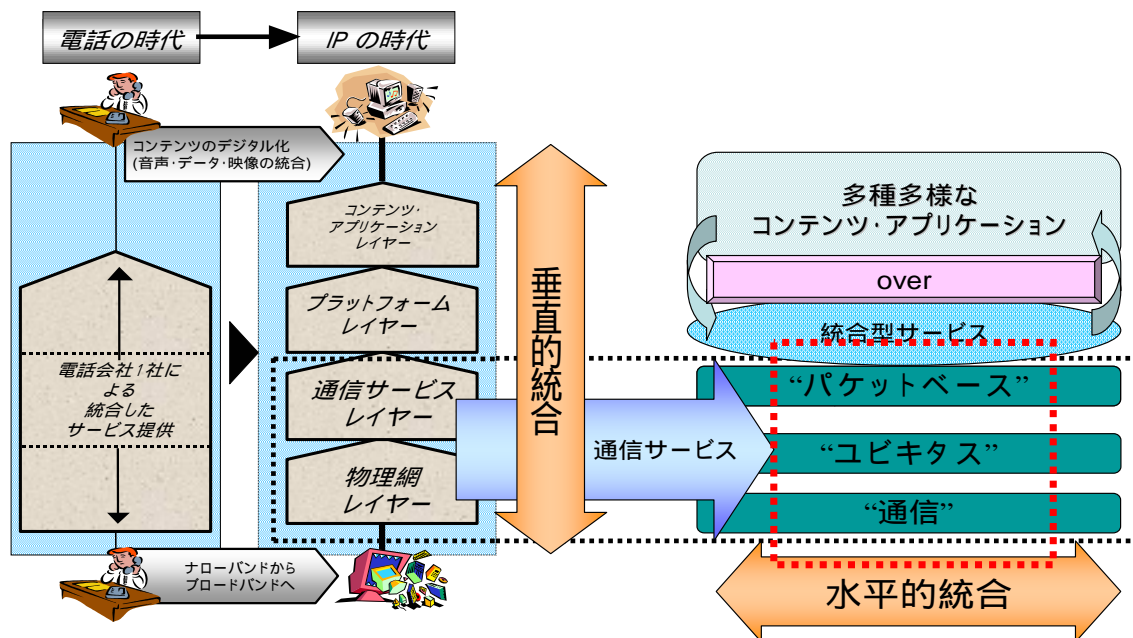 電話の時代
IP の時代
コンテンツのデジタル化
(音声･データ･映像の統合)
コンテンツ･
アプリケーション
レイヤー
プラットフォーム
レイヤー
電話会社1社に
よる
統合した
サービス提供
通信サービス
レイヤー
物理網
レイヤー
ナローバンドから
ブロードバンドへ
垂直的統合
通信サービス
多種多様な
コンテンツ･アプリケーション
over
統合型サービス
“パケットベース”
“ユビキタス”
“通信”
水平的統合